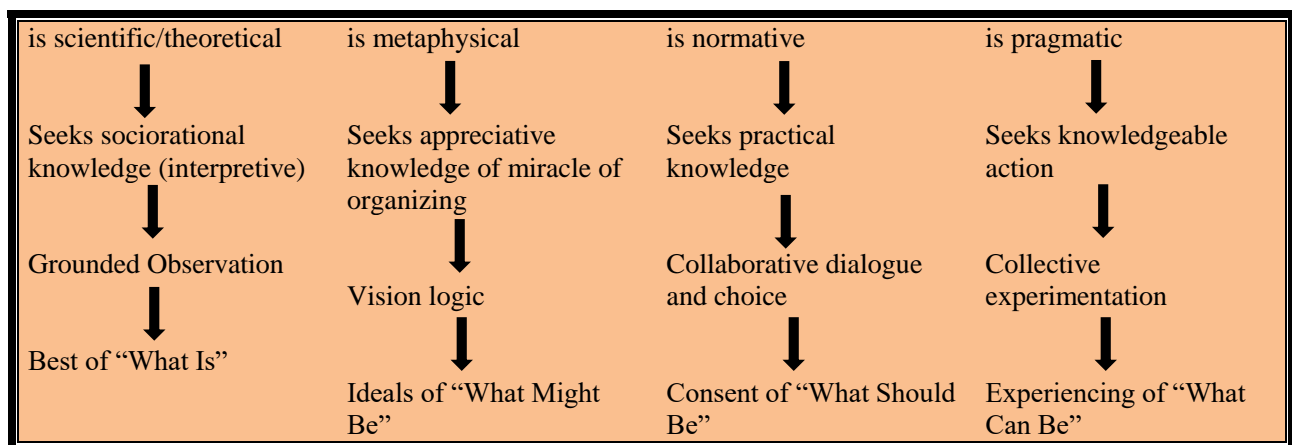 is scientific/theoretical
Seeks sociorational
knowledge (interpretive)
Grounded Observation
Best of “What Is”
is metaphysical
Seeks appreciative
knowledge of miracle of
organizing
Vision logic
Ideals of “What Might
Be”
is normative
Seeks practical
knowledge
Collaborative dialogue
and choice
Consent of “What Should
Be”
is pragmatic
Seeks knowledgeable
action
Collective
experimentation
Experiencing of “What
Can Be”